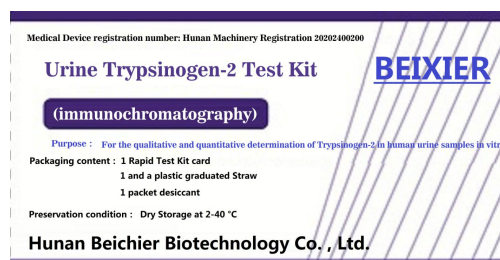 Medical Device registration number: Hunan Machinery Registration 20202400200
Urine Trypsinogen-2 Test Kit
BEIXIER
(immunochromatography)
Purpose : For the qualitative and quantitative determination of Trypsinogen-2 in human urine samples in vitr
Packaging content : 1 Rapid Test Kit card
1 and a plastic graduated Straw
1 packet desiccant
Preservation condition : Dry Storage at 2-40 °C
Hunan Beichier Biotechnology Co. , Ltd.